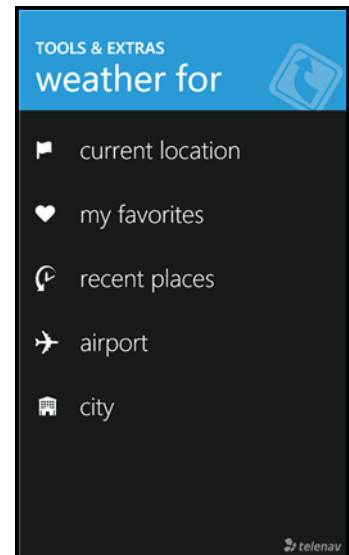 TOOLS & EXTRAS
weather for
current location
my favorites
recent places
airport
city
telenav